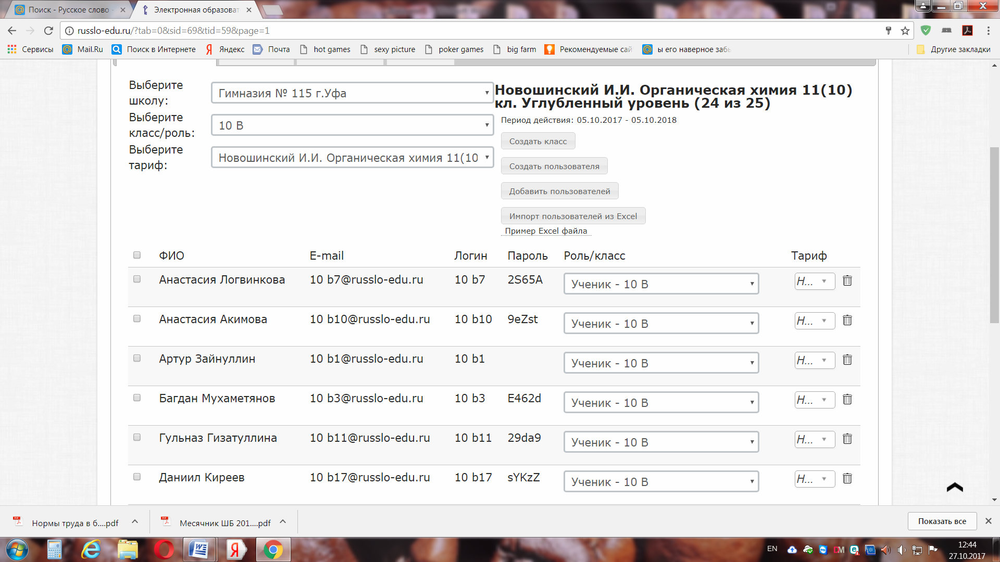 Поиск - Русское слово -
Электронная образоват
russlo-edu.ru/?tab=0&sid=69&tid=59&page=1
Сервисы Mail.Ru Поиск в Интернете Яндекс Почта hot games sexy picture poker games big farm Рекомендуемые сай ы его наверное забы Другие закладки
Выберите школу:
Гимназия № 115 г.Уфа
Выберите класс/роль:
10 В
Выберите тариф:
Новошинский И.И. Органическая химия 11(10
Новошинский И.И. Органическая химия 11(10)
кл. Углубленный уровень (24 из 25)
Период действия: 05.10.2017 - 05.10.2018
Создать класс
Создать пользователя
Добавить пользователей
Импорт пользователей из Excel
Пример Excel файла
ФИО E-mail Логин Пароль Роль/класс Тариф
Анастасия Логвинкова 10 b7@russlo-edu.ru 10 b7 2S65A Ученик - 10 В Н...
Анастасия Акимова 10 b10@russlo-edu.ru 10 b10 9eZst Ученик - 10 В Н...
Артур Зайнуллин 10 b1@russlo-edu.ru 10 b1 Ученик - 10 В Н...
Багдан Мухаметянов 10 b3@russlo-edu.ru 10 b3 E462d Ученик - 10 В Н...
Гульназ Гизатуллина 10 b11@russlo-edu.ru 10 b11 29da9 Ученик - 10 В Н...
Даниил Киреев 10 b17@russlo-edu.ru 10 b17 sYKzZ Ученик - 10 В Н...
Нормы труда в б....pdf Месячник ШБ 201....pdf Показать все
EN 12:44
27.10.2017